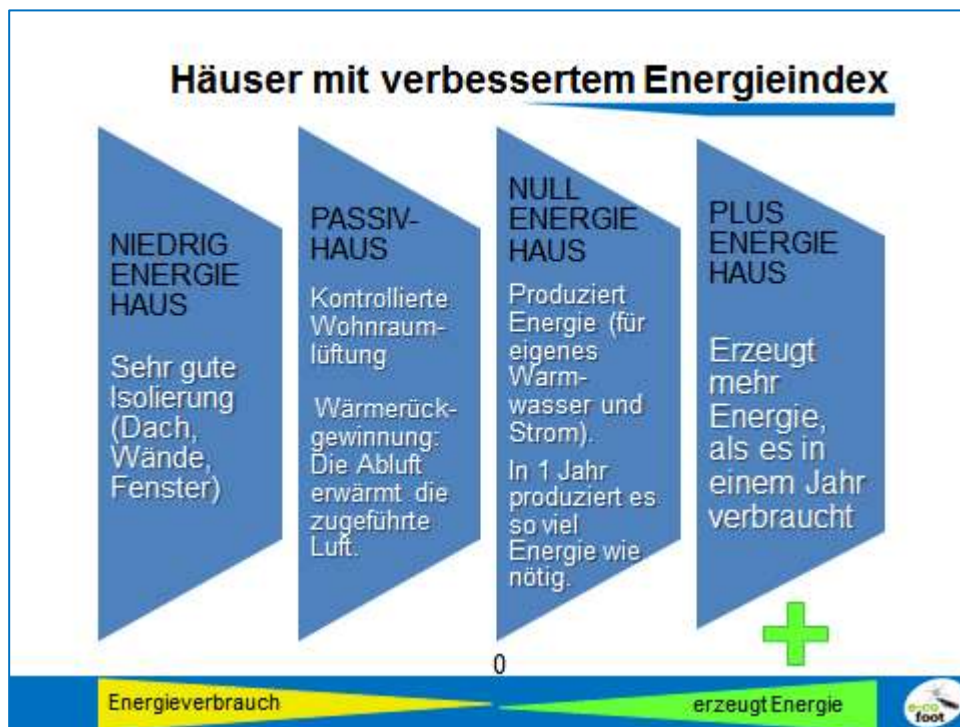 Häuser mit verbessertem Energieindex
NIEDRIG
ENERGIE
HAUS
Sehr gute
Isolierung
(Dach,
Wände,
Fenster)
PASSIV-
HAUS
Kontrollierte
Wohnraum-
lüftung
Wärmerück-
gewinnung:
Die Abluft
erwärmt die
zugeführte
Luft.
NULL
ENERGIE
HAUS
Produziert
Energie (für
eigenes
Warm-
wasser und
Strom).
In 1 Jahr
produziert es
so viel
Energie wie
nötig.
PLUS
ENERGIE
HAUS
Erzeugt
mehr
Energie,
als es in
einem Jahr
verbraucht
0
Energieverbrauch
erzeugt Energie
e-co
foot